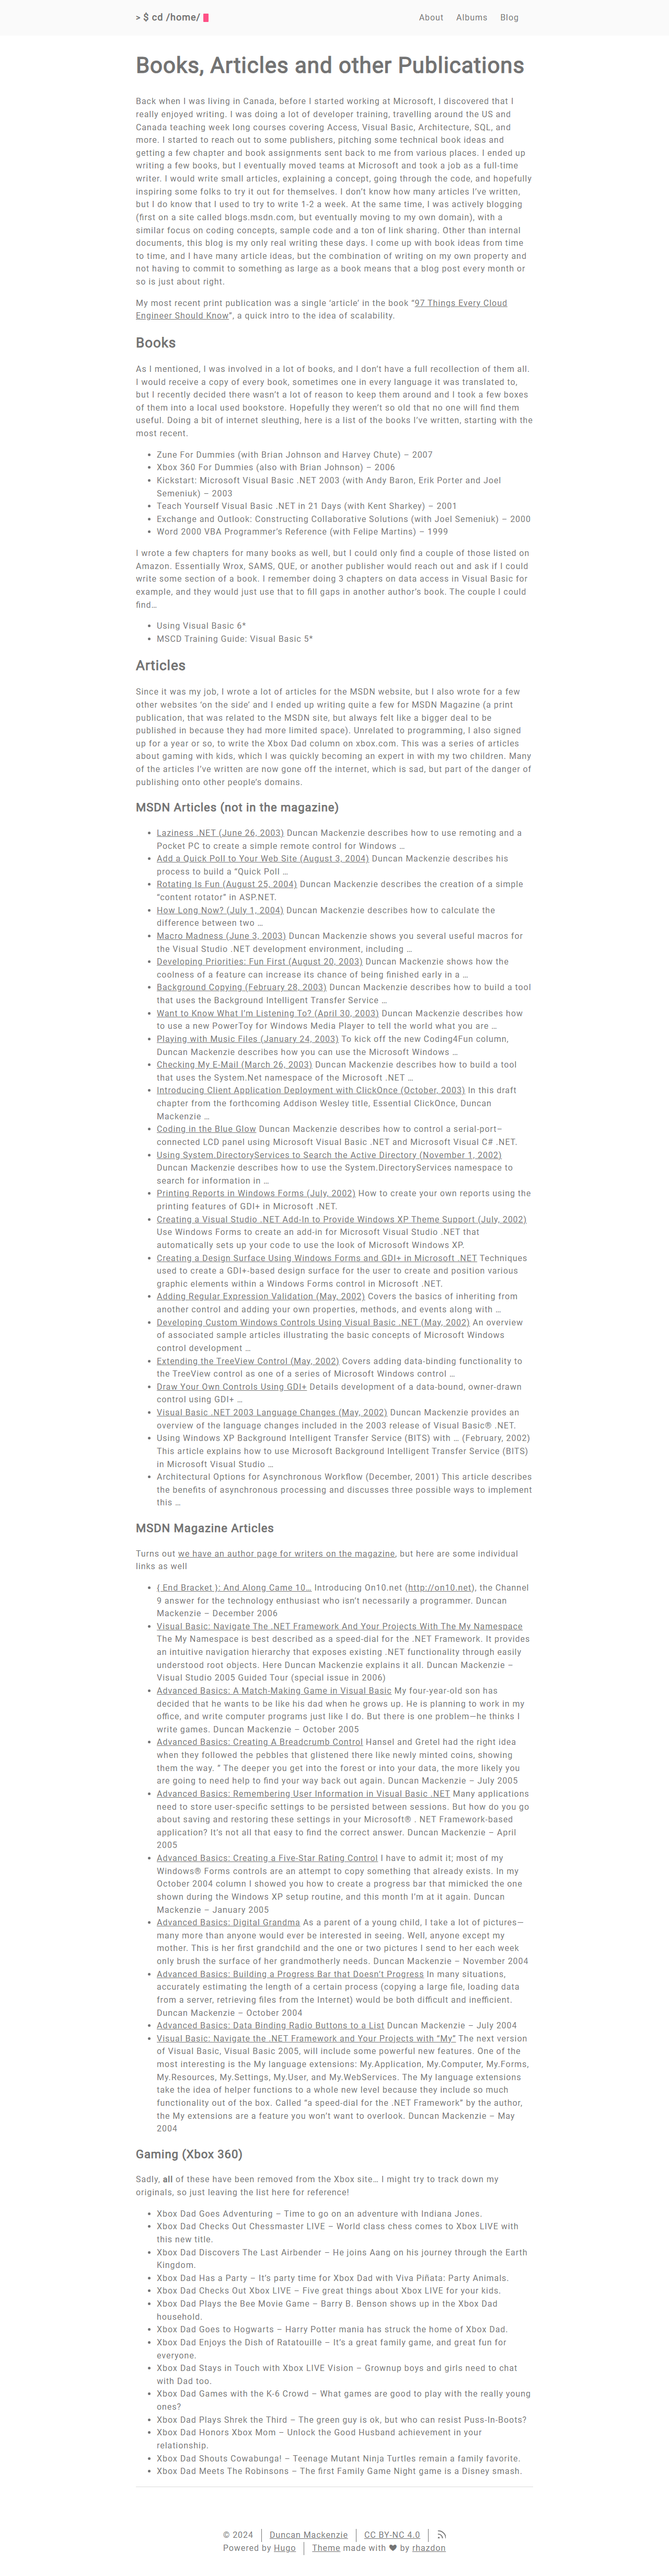 > $ cd /home/
About
Albums
Blog
Books, Articles and other Publications
Back when I was living in Canada, before I started working at Microsoft, I discovered that I
really enjoyed writing. I was doing a lot of developer training, travelling around the US and
Canada teaching week long courses covering Access, Visual Basic, Architecture, SQL, and
more. I started to reach out to some publishers, pitching some technical book ideas and
getting a few chapter and book assignments sent back to me from various places. I ended up
writing a few books, but I eventually moved teams at Microsoft and took a job as a full-time
writer. I would write small articles, explaining a concept, going through the code, and hopefully
inspiring some folks to try it out for themselves. I don’t know how many articles I’ve written,
but I do know that I used to try to write 1-2 a week. At the same time, I was actively blogging
(first on a site called blogs.msdn.com, but eventually moving to my own domain), with a
similar focus on coding concepts, sample code and a ton of link sharing. Other than internal
documents, this blog is my only real writing these days. I come up with book ideas from time
to time, and I have many article ideas, but the combination of writing on my own property and
not having to commit to something as large as a book means that a blog post every month or
so is just about right.
My most recent print publication was a single ‘article’ in the book “97 Things Every Cloud
Engineer Should Know”, a quick intro to the idea of scalability.
Books
As I mentioned, I was involved in a lot of books, and I don’t have a full recollection of them all.
I would receive a copy of every book, sometimes one in every language it was translated to,
but I recently decided there wasn’t a lot of reason to keep them around and I took a few boxes
of them into a local used bookstore. Hopefully they weren’t so old that no one will find them
useful. Doing a bit of internet sleuthing, here is a list of the books I’ve written, starting with the
most recent.
• Zune For Dummies (with Brian Johnson and Harvey Chute) – 2007
• Xbox 360 For Dummies (also with Brian Johnson) – 2006
• Kickstart: Microsoft Visual Basic .NET 2003 (with Andy Baron, Erik Porter and Joel
Semeniuk) – 2003
• Teach Yourself Visual Basic .NET in 21 Days (with Kent Sharkey) – 2001
• Exchange and Outlook: Constructing Collaborative Solutions (with Joel Semeniuk) – 2000
• Word 2000 VBA Programmer’s Reference (with Felipe Martins) – 1999
I wrote a few chapters for many books as well, but I could only find a couple of those listed on
Amazon. Essentially Wrox, SAMS, QUE, or another publisher would reach out and ask if I could
write some section of a book. I remember doing 3 chapters on data access in Visual Basic for
example, and they would just use that to fill gaps in another author’s book. The couple I could
find…
• Using Visual Basic 6*
• MSCD Training Guide: Visual Basic 5*
Articles
Since it was my job, I wrote a lot of articles for the MSDN website, but I also wrote for a few
other websites ‘on the side’ and I ended up writing quite a few for MSDN Magazine (a print
publication, that was related to the MSDN site, but always felt like a bigger deal to be
published in because they had more limited space). Unrelated to programming, I also signed
up for a year or so, to write the Xbox Dad column on xbox.com. This was a series of articles
about gaming with kids, which I was quickly becoming an expert in with my two children. Many
of the articles I’ve written are now gone off the internet, which is sad, but part of the danger of
publishing onto other people’s domains.
MSDN Articles (not in the magazine)
• Laziness .NET (June 26, 2003) Duncan Mackenzie describes how to use remoting and a
Pocket PC to create a simple remote control for Windows …
• Add a Quick Poll to Your Web Site (August 3, 2004) Duncan Mackenzie describes his
process to build a “Quick Poll …
• Rotating Is Fun (August 25, 2004) Duncan Mackenzie describes the creation of a simple
“content rotator” in ASP.NET.
• How Long Now? (July 1, 2004) Duncan Mackenzie describes how to calculate the
difference between two …
• Macro Madness (June 3, 2003) Duncan Mackenzie shows you several useful macros for
the Visual Studio .NET development environment, including …
• Developing Priorities: Fun First (August 20, 2003) Duncan Mackenzie shows how the
coolness of a feature can increase its chance of being finished early in a …
• Background Copying (February 28, 2003) Duncan Mackenzie describes how to build a tool
that uses the Background Intelligent Transfer Service …
• Want to Know What I’m Listening To? (April 30, 2003) Duncan Mackenzie describes how
to use a new PowerToy for Windows Media Player to tell the world what you are …
• Playing with Music Files (January 24, 2003) To kick off the new Coding4Fun column,
Duncan Mackenzie describes how you can use the Microsoft Windows …
• Checking My E-Mail (March 26, 2003) Duncan Mackenzie describes how to build a tool
that uses the System.Net namespace of the Microsoft .NET …
• Introducing Client Application Deployment with ClickOnce (October, 2003) In this draft
chapter from the forthcoming Addison Wesley title, Essential ClickOnce, Duncan
Mackenzie …
• Coding in the Blue Glow Duncan Mackenzie describes how to control a serial-port–
connected LCD panel using Microsoft Visual Basic .NET and Microsoft Visual C# .NET.
• Using System.DirectoryServices to Search the Active Directory (November 1, 2002)
Duncan Mackenzie describes how to use the System.DirectoryServices namespace to
search for information in …
• Printing Reports in Windows Forms (July, 2002) How to create your own reports using the
printing features of GDI+ in Microsoft .NET.
• Creating a Visual Studio .NET Add-In to Provide Windows XP Theme Support (July, 2002)
Use Windows Forms to create an add-in for Microsoft Visual Studio .NET that
automatically sets up your code to use the look of Microsoft Windows XP.
• Creating a Design Surface Using Windows Forms and GDI+ in Microsoft .NET Techniques
used to create a GDI+-based design surface for the user to create and position various
graphic elements within a Windows Forms control in Microsoft .NET.
• Adding Regular Expression Validation (May, 2002) Covers the basics of inheriting from
another control and adding your own properties, methods, and events along with …
• Developing Custom Windows Controls Using Visual Basic .NET (May, 2002) An overview
of associated sample articles illustrating the basic concepts of Microsoft Windows
control development …
• Extending the TreeView Control (May, 2002) Covers adding data-binding functionality to
the TreeView control as one of a series of Microsoft Windows control …
• Draw Your Own Controls Using GDI+ Details development of a data-bound, owner-drawn
control using GDI+ …
• Visual Basic .NET 2003 Language Changes (May, 2002) Duncan Mackenzie provides an
overview of the language changes included in the 2003 release of Visual Basic® .NET.
• Using Windows XP Background Intelligent Transfer Service (BITS) with … (February, 2002)
This article explains how to use Microsoft Background Intelligent Transfer Service (BITS)
in Microsoft Visual Studio …
• Architectural Options for Asynchronous Workflow (December, 2001) This article describes
the benefits of asynchronous processing and discusses three possible ways to implement
this …
MSDN Magazine Articles
Turns out we have an author page for writers on the magazine, but here are some individual
links as well
• { End Bracket }: And Along Came 10… Introducing On10.net (http://on10.net), the Channel
9 answer for the technology enthusiast who isn’t necessarily a programmer. Duncan
Mackenzie – December 2006
• Visual Basic: Navigate The .NET Framework And Your Projects With The My Namespace
The My Namespace is best described as a speed-dial for the .NET Framework. It provides
an intuitive navigation hierarchy that exposes existing .NET functionality through easily
understood root objects. Here Duncan Mackenzie explains it all. Duncan Mackenzie –
Visual Studio 2005 Guided Tour (special issue in 2006)
• Advanced Basics: A Match-Making Game in Visual Basic My four-year-old son has
decided that he wants to be like his dad when he grows up. He is planning to work in my
office, and write computer programs just like I do. But there is one problem—he thinks I
write games. Duncan Mackenzie – October 2005
• Advanced Basics: Creating A Breadcrumb Control Hansel and Gretel had the right idea
when they followed the pebbles that glistened there like newly minted coins, showing
them the way. ” The deeper you get into the forest or into your data, the more likely you
are going to need help to find your way back out again. Duncan Mackenzie – July 2005
• Advanced Basics: Remembering User Information in Visual Basic .NET Many applications
need to store user-specific settings to be persisted between sessions. But how do you go
about saving and restoring these settings in your Microsoft® . NET Framework-based
application? It’s not all that easy to find the correct answer. Duncan Mackenzie – April
2005
• Advanced Basics: Creating a Five-Star Rating Control I have to admit it; most of my
Windows® Forms controls are an attempt to copy something that already exists. In my
October 2004 column I showed you how to create a progress bar that mimicked the one
shown during the Windows XP setup routine, and this month I’m at it again. Duncan
Mackenzie – January 2005
• Advanced Basics: Digital Grandma As a parent of a young child, I take a lot of pictures—
many more than anyone would ever be interested in seeing. Well, anyone except my
mother. This is her first grandchild and the one or two pictures I send to her each week
only brush the surface of her grandmotherly needs. Duncan Mackenzie – November 2004
• Advanced Basics: Building a Progress Bar that Doesn’t Progress In many situations,
accurately estimating the length of a certain process (copying a large file, loading data
from a server, retrieving files from the Internet) would be both difficult and inefficient.
Duncan Mackenzie – October 2004
• Advanced Basics: Data Binding Radio Buttons to a List Duncan Mackenzie – July 2004
• Visual Basic: Navigate the .NET Framework and Your Projects with “My” The next version
of Visual Basic, Visual Basic 2005, will include some powerful new features. One of the
most interesting is the My language extensions: My.Application, My.Computer, My.Forms,
My.Resources, My.Settings, My.User, and My.WebServices. The My language extensions
take the idea of helper functions to a whole new level because they include so much
functionality out of the box. Called “a speed-dial for the .NET Framework” by the author,
the My extensions are a feature you won’t want to overlook. Duncan Mackenzie – May
2004
Gaming (Xbox 360)
Sadly, all of these have been removed from the Xbox site… I might try to track down my
originals, so just leaving the list here for reference!
• Xbox Dad Goes Adventuring – Time to go on an adventure with Indiana Jones.
• Xbox Dad Checks Out Chessmaster LIVE – World class chess comes to Xbox LIVE with
this new title.
• Xbox Dad Discovers The Last Airbender – He joins Aang on his journey through the Earth
Kingdom.
• Xbox Dad Has a Party – It’s party time for Xbox Dad with Viva Piñata: Party Animals.
• Xbox Dad Checks Out Xbox LIVE – Five great things about Xbox LIVE for your kids.
• Xbox Dad Plays the Bee Movie Game – Barry B. Benson shows up in the Xbox Dad
household.
• Xbox Dad Goes to Hogwarts – Harry Potter mania has struck the home of Xbox Dad.
• Xbox Dad Enjoys the Dish of Ratatouille – It’s a great family game, and great fun for
everyone.
• Xbox Dad Stays in Touch with Xbox LIVE Vision – Grownup boys and girls need to chat
with Dad too.
• Xbox Dad Games with the K-6 Crowd – What games are good to play with the really young
ones?
• Xbox Dad Plays Shrek the Third – The green guy is ok, but who can resist Puss-In-Boots?
• Xbox Dad Honors Xbox Mom – Unlock the Good Husband achievement in your
relationship.
• Xbox Dad Shouts Cowabunga! – Teenage Mutant Ninja Turtles remain a family favorite.
• Xbox Dad Meets The Robinsons – The first Family Game Night game is a Disney smash.
© 2024 | Duncan Mackenzie | CC BY-NC 4.0 |
Powered by Hugo | Theme made with ❤ by rhazdon